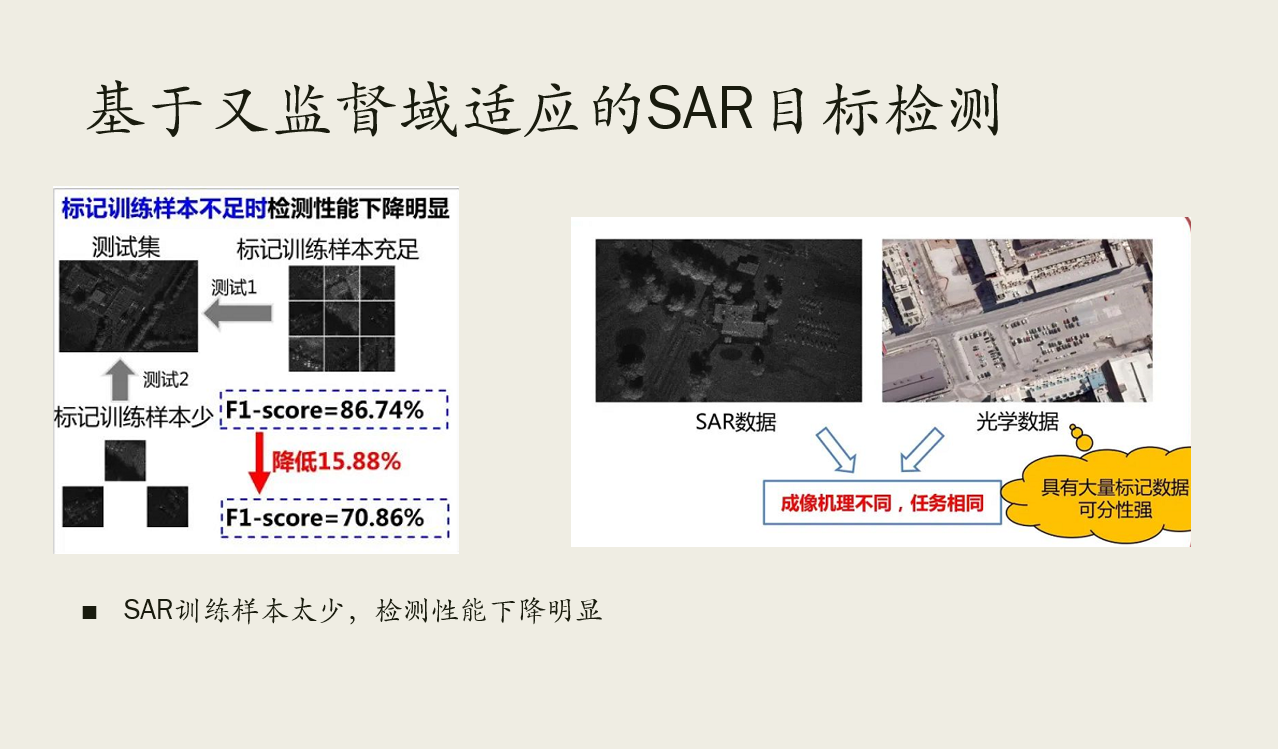 基于又监督域适应的SAR目标检测
标记训练样本不足时检测性能下降明显
测试集
标记训练样本充足
测试1
测试2
标记训练样本少
F1-score=86.74%
降低15.88%
F1-score=70.86%
SAR数据
光学数据
成像机理不同，任务相同
具有大量标记数据
可分性强
■ SAR训练样本太少，检测性能下降明显